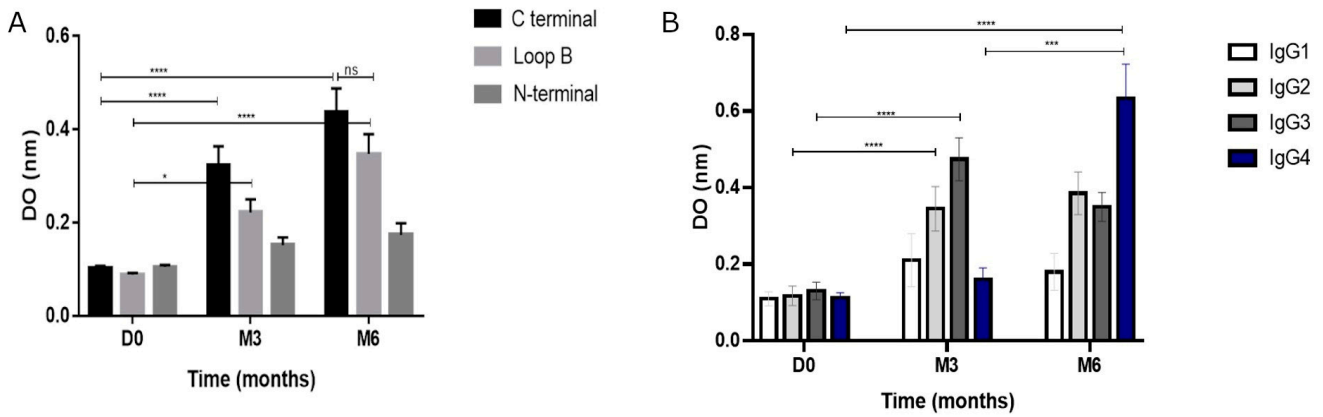 A
C terminal
Loop B
N-terminal
DO (nm)
0.6
0.4
0.2
0.0
****
ns
****
****
*
D0 M3 M6
Time (months)
B
IgG1
IgG2
IgG3
IgG4
DO (nm)
0.8
0.6
0.4
0.2
0.0
****
***
****
****
D0 M3 M6
Time (months)